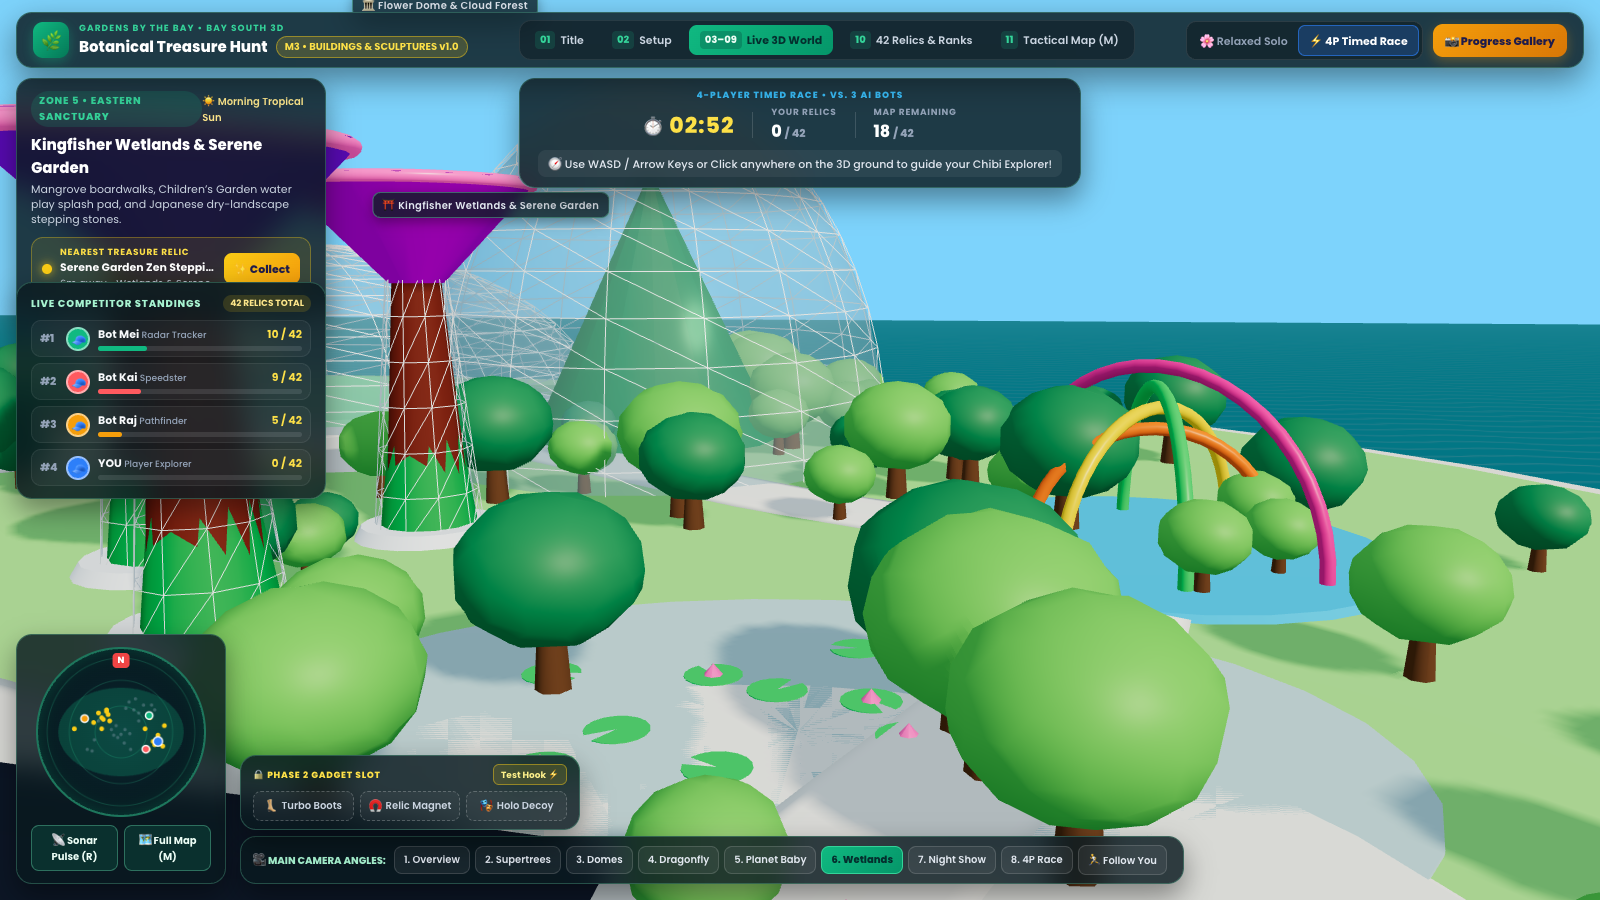 🏛️ Flower Dome & Cloud Forest
GARDENS BY THE BAY • BAY SOUTH 3D
Botanical Treasure Hunt
M3 • BUILDINGS & SCULPTURES v1.0
01 Title
02 Setup
03–09 Live 3D World
10 42 Relics & Ranks
11 Tactical Map (M)
🌸 Relaxed Solo
⚡ 4P Timed Race
📸 Progress Gallery
ZONE 5 • EASTERN
SANCTUARY
☀️ Morning Tropical
Sun
Kingfisher Wetlands & Serene
Garden
Mangrove boardwalks, Children's Garden water
play splash pad, and Japanese dry-landscape
stepping stones.
NEAREST TREASURE RELIC
Serene Garden Zen Steppi...
✨ Collect
4-PLAYER TIMED RACE • VS. 3 AI BOTS
⏱️ 02:52
YOUR RELICS
0 / 42
MAP REMAINING
18 / 42
🧭 Use WASD / Arrow Keys or Click anywhere on the 3D ground to guide your Chibi Explorer!
⛩️ Kingfisher Wetlands & Serene Garden
LIVE COMPETITOR STANDINGS
42 RELICS TOTAL
#1 Bot Mei Radar Tracker 10 / 42
#2 Bot Kai Speedster 9 / 42
#3 Bot Raj Pathfinder 5 / 42
#4 YOU Player Explorer 0 / 42
N
📡 Sonar
Pulse (R)
🗺️ Full Map
(M)
🔒 PHASE 2 GADGET SLOT
Test Hook ⚡
👢 Turbo Boots
🧲 Relic Magnet
🎭 Holo Decoy
🎥 MAIN CAMERA ANGLES:
1. Overview
2. Supertrees
3. Domes
4. Dragonfly
5. Planet Baby
6. Wetlands
7. Night Show
8. 4P Race
🏃 Follow You